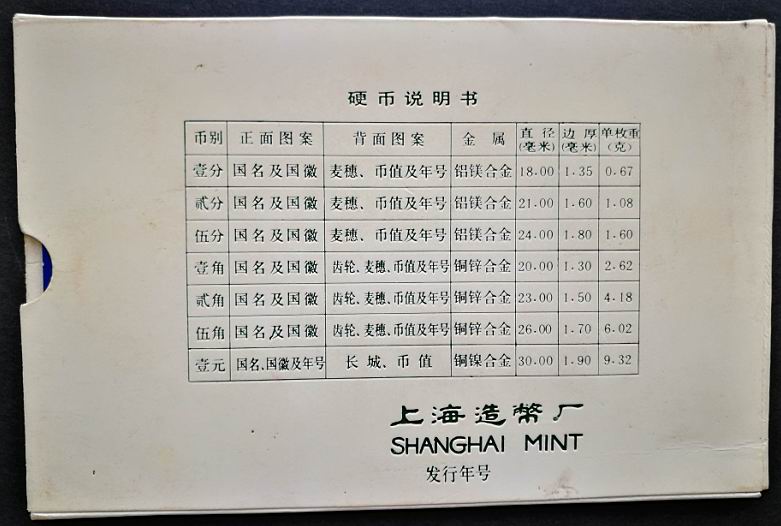 硬币说明书
币别 正面图案 背面图案 金属 直径(毫米) 边厚(毫米) 单枚重(克)
壹分 国名及国徽 麦穗、币值及年号 铝镁合金 18.00 1.35 0.67
贰分 国名及国徽 麦穗、币值及年号 铝镁合金 21.00 1.60 1.08
伍分 国名及国徽 麦穗、币值及年号 铝镁合金 24.00 1.80 1.60
壹角 国名及国徽 齿轮、麦穗、币值及年号 铜锌合金 20.00 1.30 2.62
贰角 国名及国徽 齿轮、麦穗、币值及年号 铜锌合金 23.00 1.50 4.18
伍角 国名及国徽 齿轮、麦穗、币值及年号 铜锌合金 26.00 1.70 6.02
壹元 国名、国徽及年号 长城、币值 铜镍合金 30.00 1.90 9.32
上海造幣厂
SHANGHAI MINT
发行年号